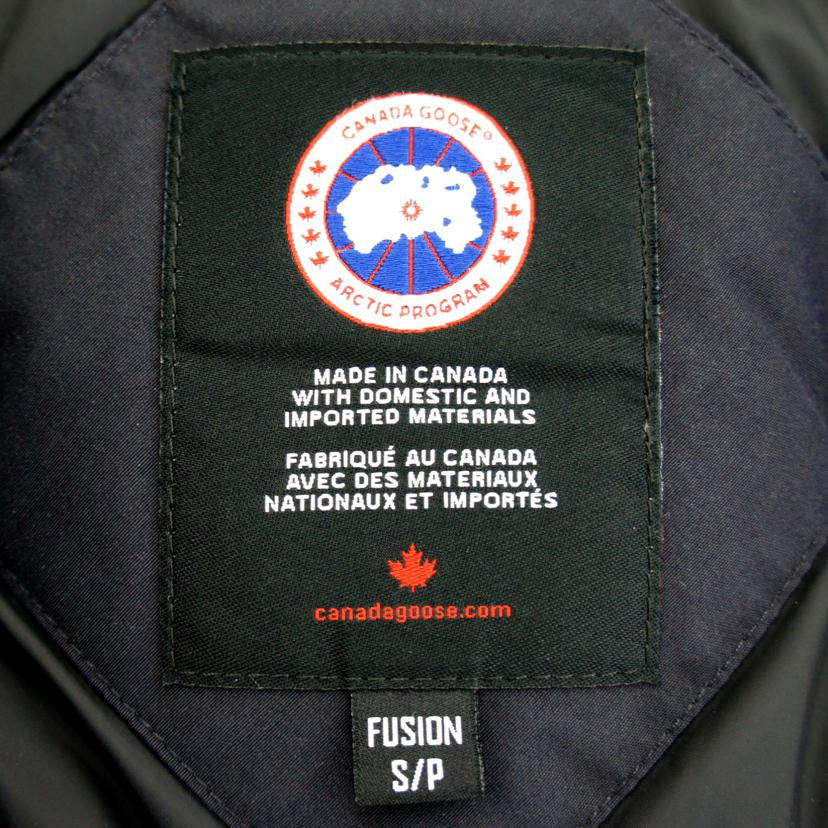 CANADA GOOSE®
ARCTIC PROGRAM
MADE IN CANADA
WITH DOMESTIC AND
IMPORTED MATERIALS
FABRIQUÉ AU CANADA
AVEC DES MATERIAUX
NATIONAUX ET IMPORTÉS
canadagoose.com
FUSION
S/P